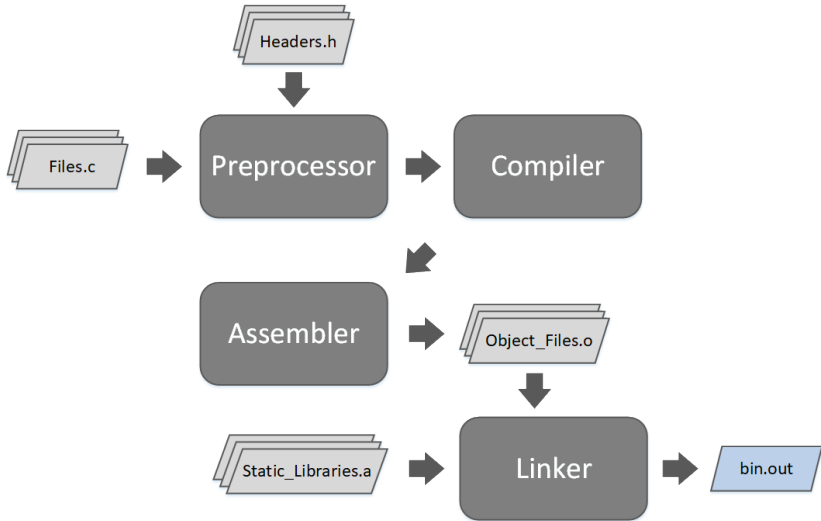 Headers.h
Files.c
Preprocessor
Compiler
Assembler
Object_Files.o
Static_Libraries.a
Linker
bin.out